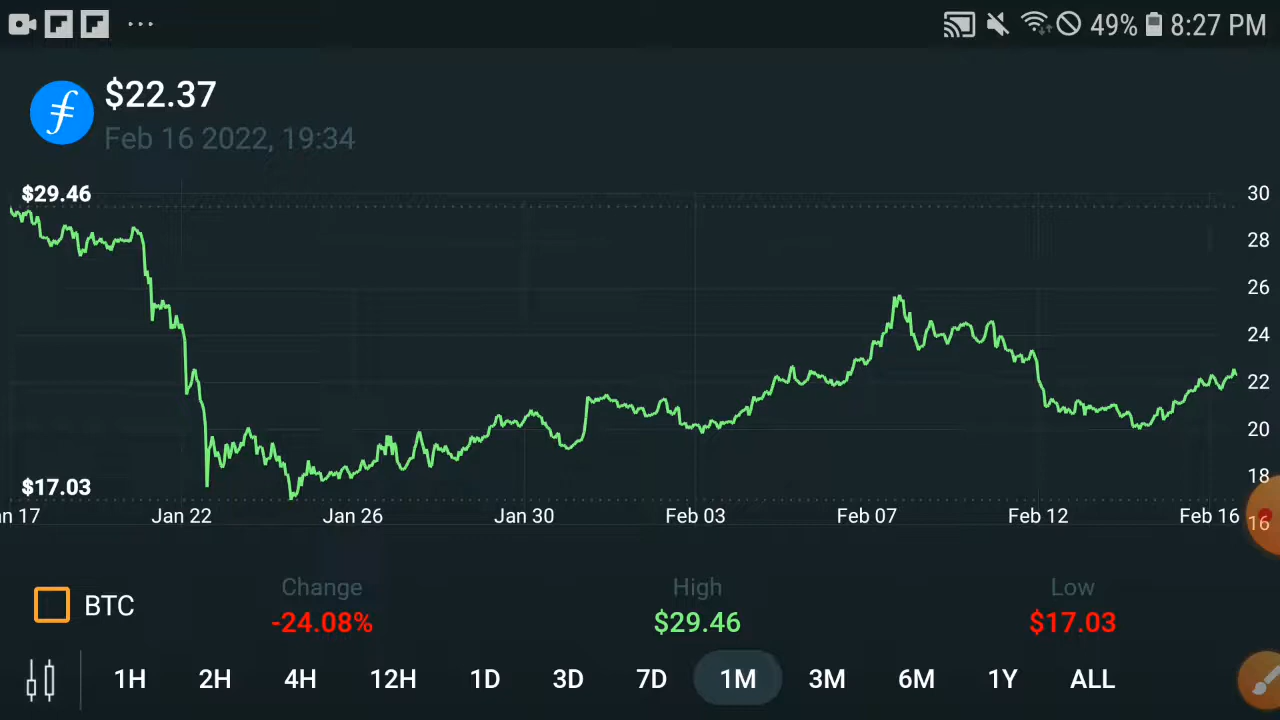 49% 8:27 PM
$22.37
Feb 16 2022, 19:34
$29.46
30
28
26
24
22
20
18
16
$17.03
n 17 Jan 22 Jan 26 Jan 30 Feb 03 Feb 07 Feb 12 Feb 16
BTC
Change High Low
-24.08% $29.46 $17.03
1H 2H 4H 12H 1D 3D 7D 1M 3M 6M 1Y ALL